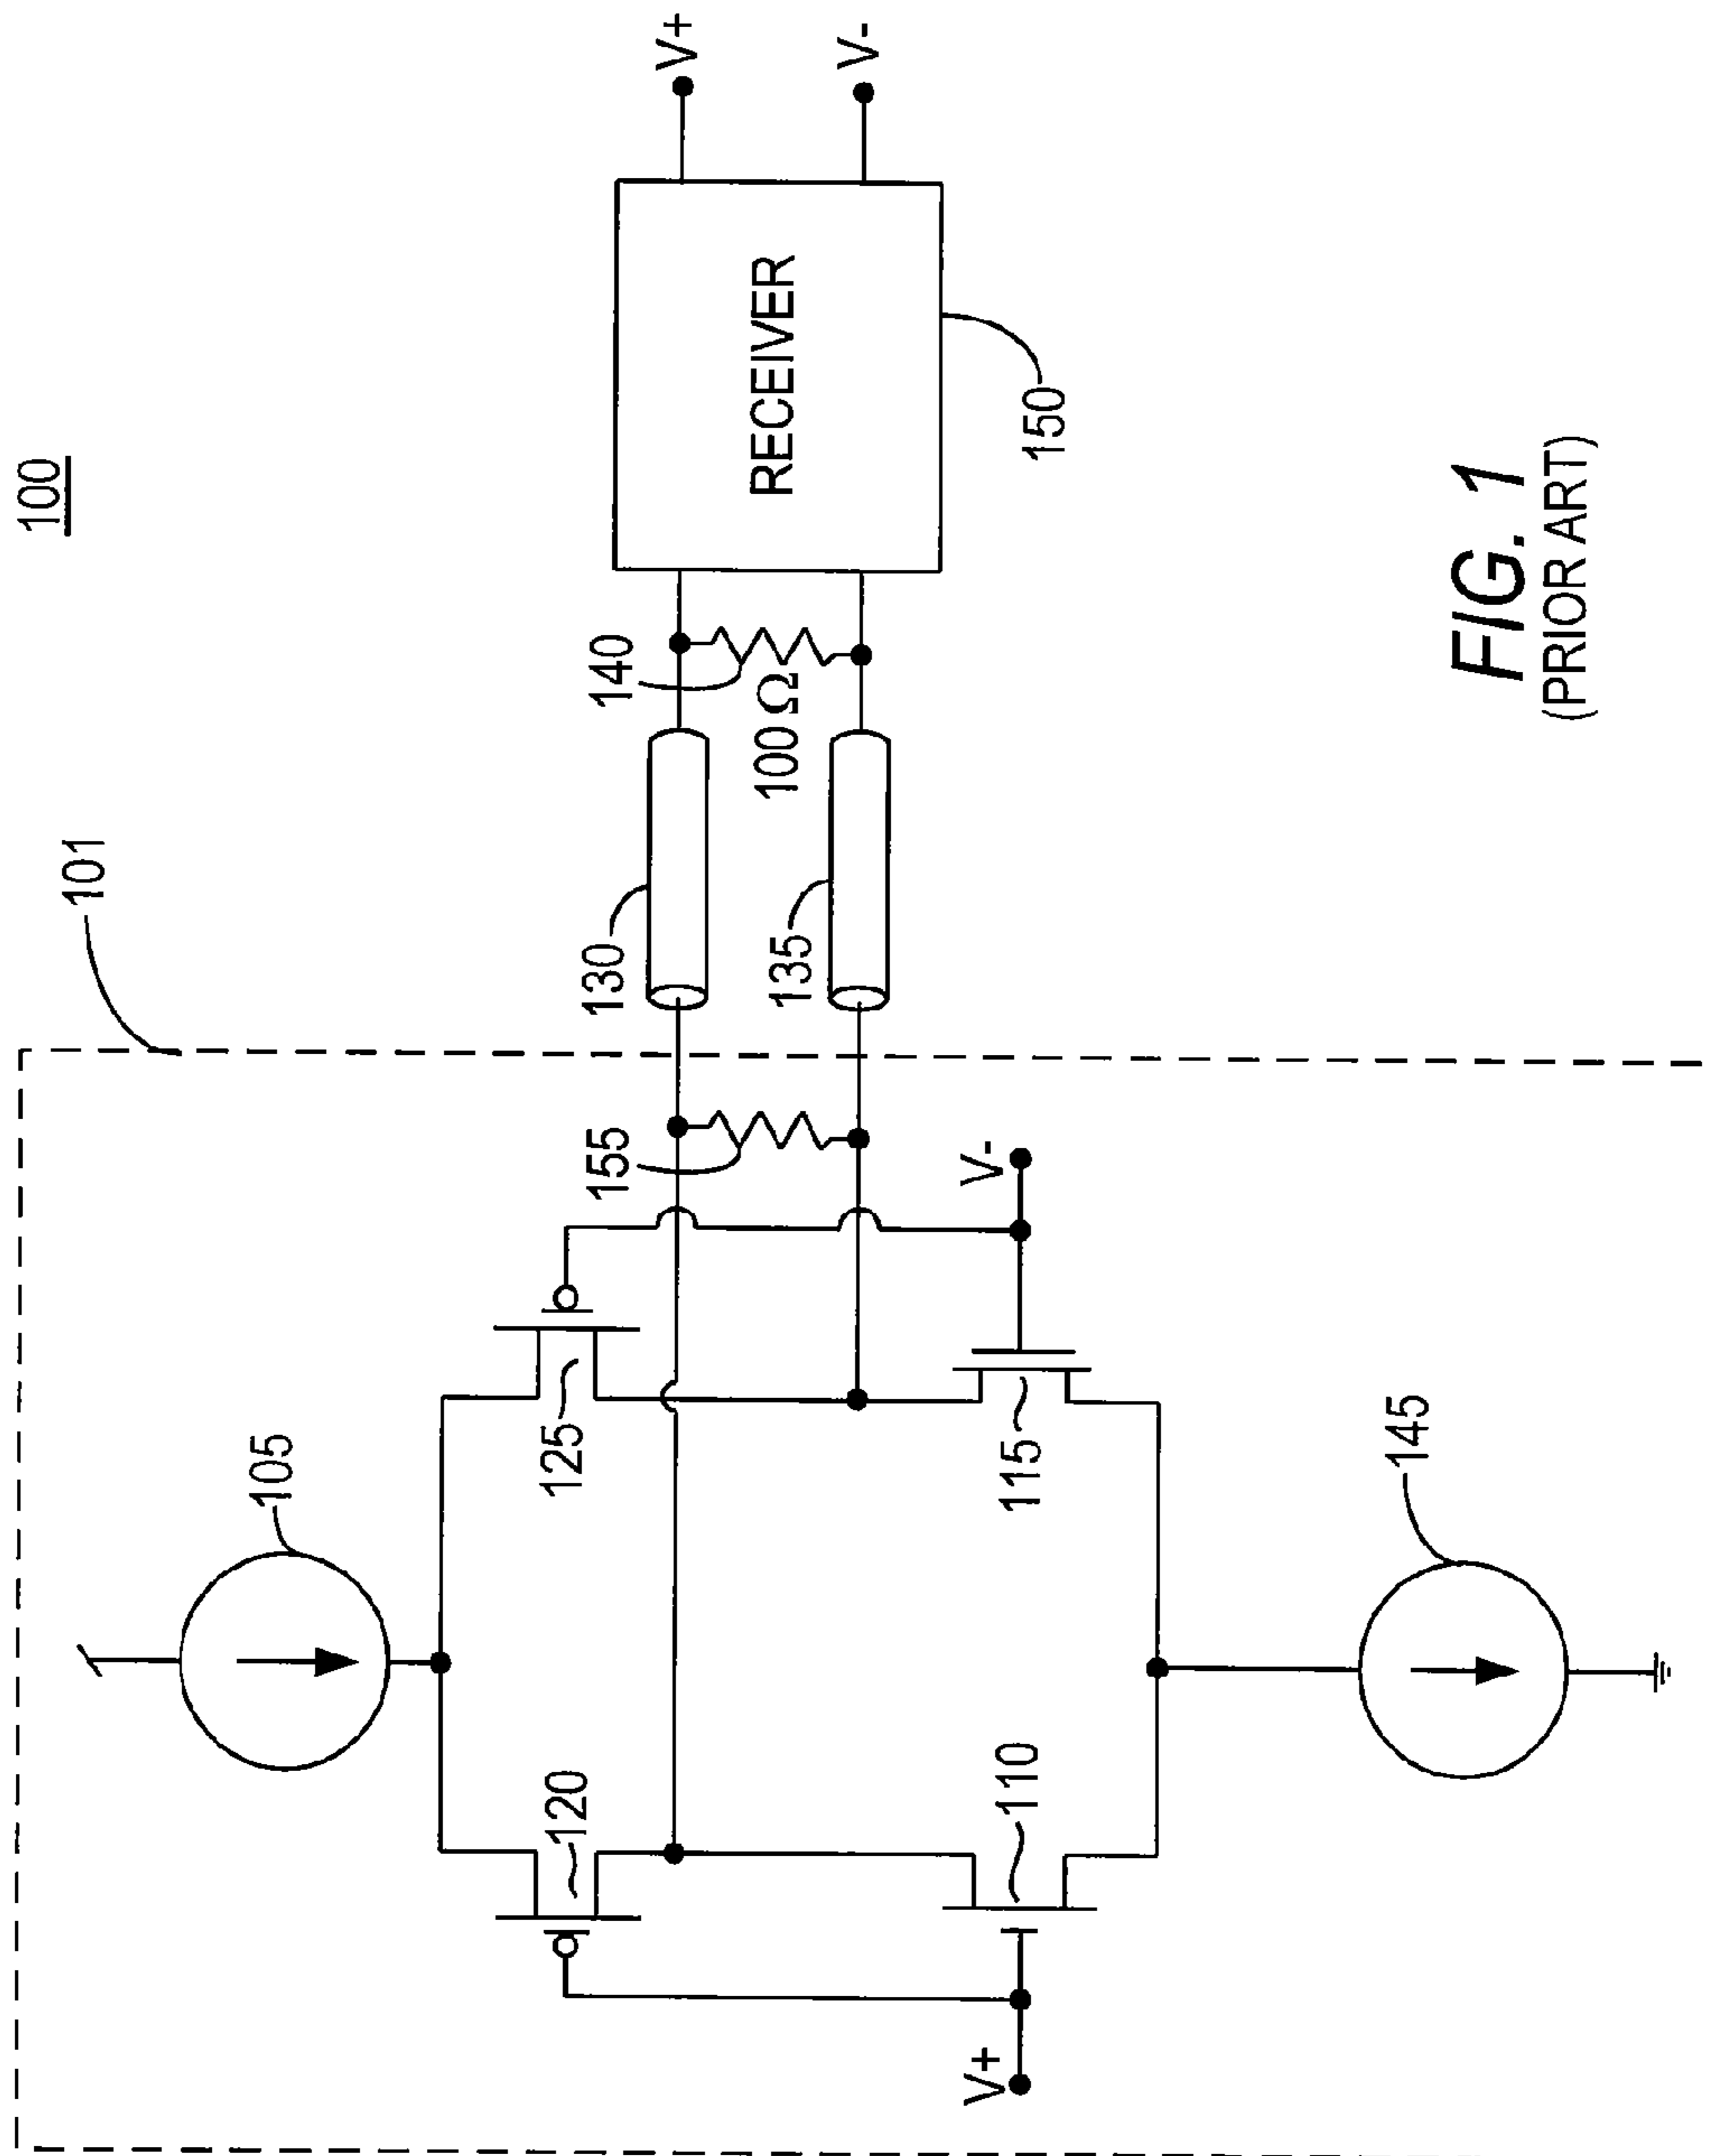 100
101
105
120
125
155
130
140
100 Ω
135
RECEIVER
V+
V-
150
V-
V+
110
115
145
FIG. 1
(PRIOR ART)